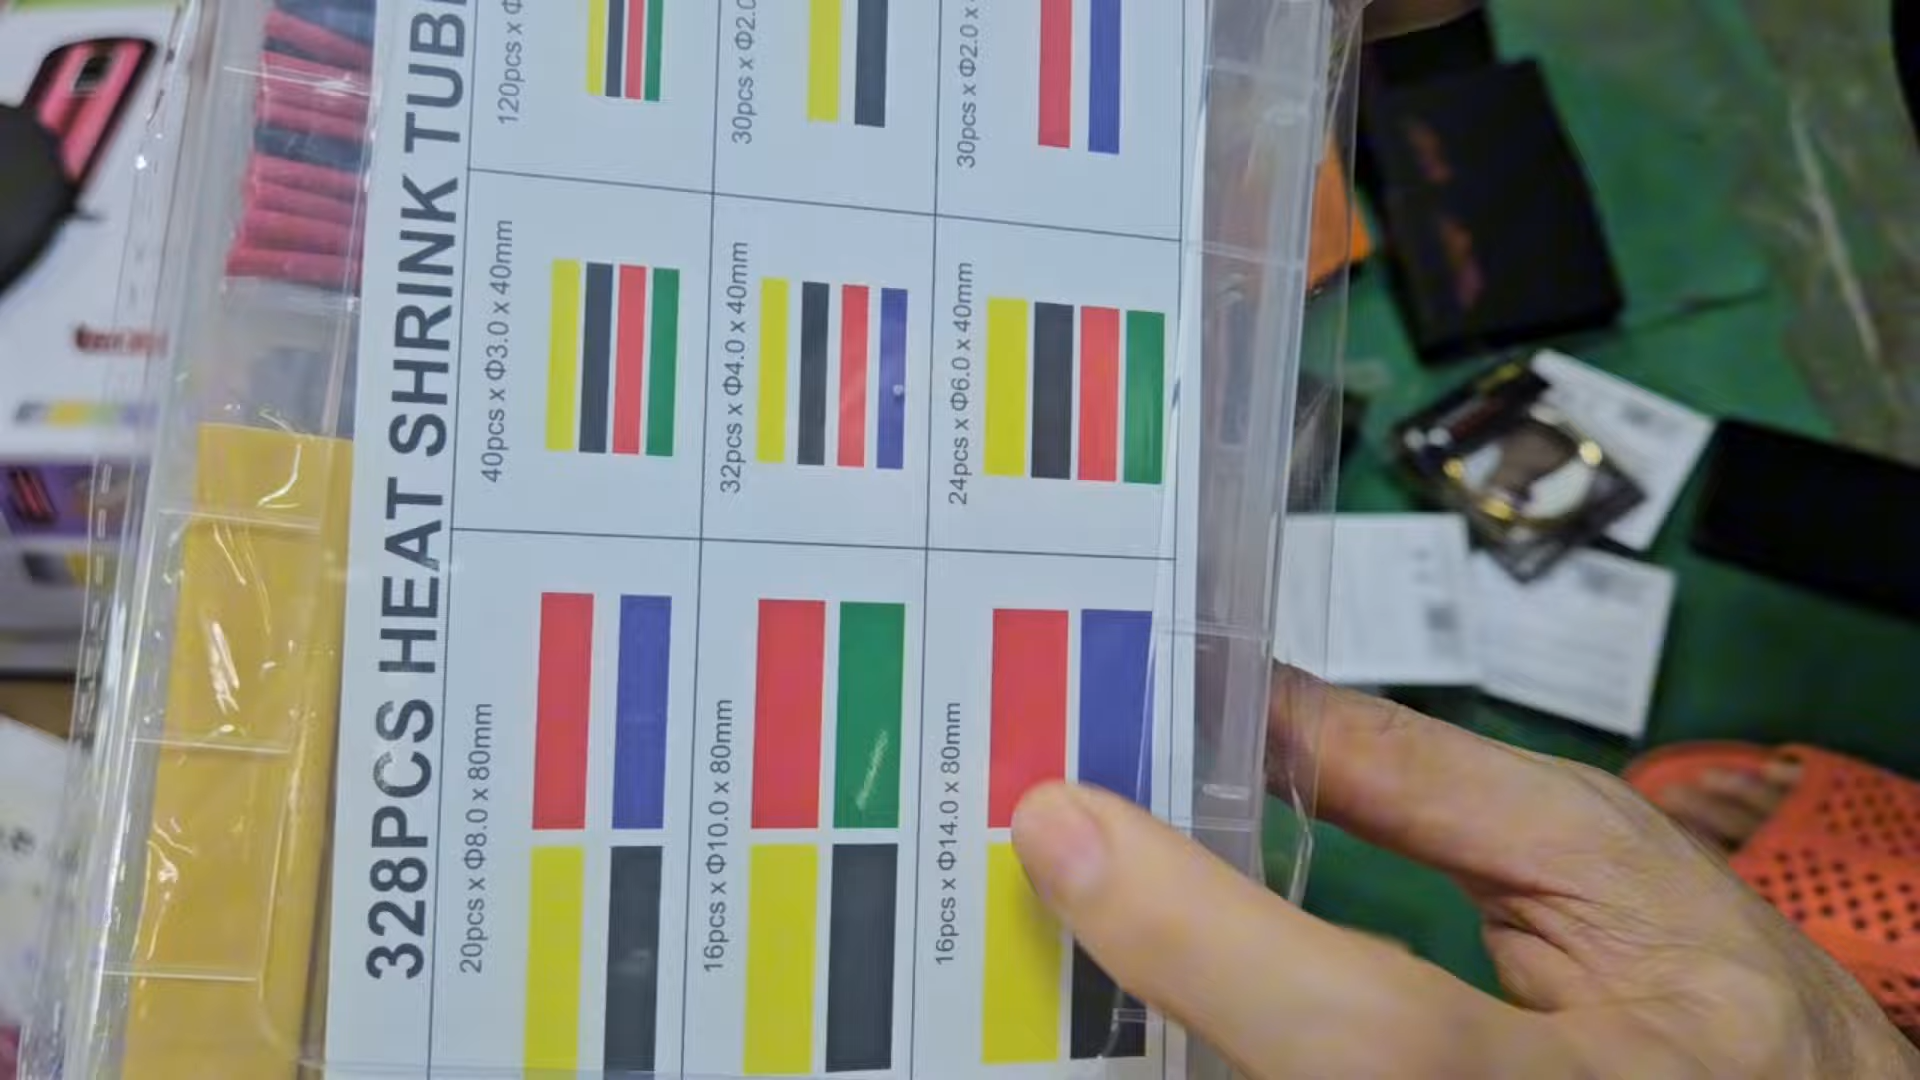 328PCS HEAT SHRINK TUB
120pcs x Φ
30pcs x Φ2.0
30pcs x Φ2.0 x
40pcs x Φ3.0 x 40mm
32pcs x Φ4.0 x 40mm
24pcs x Φ6.0 x 40mm
20pcs x Φ8.0 x 80mm
16pcs x Φ10.0 x 80mm
16pcs x Φ14.0 x 80mm